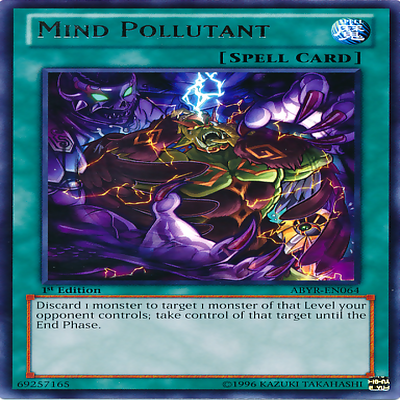 Mind Pollutant
[Spell Card]
1st Edition
ABYR-EN064
Discard 1 monster to target 1 monster of that Level your
opponent controls; take control of that target until the
End Phase.
69257165
©1996 KAZUKI TAKAHASHI